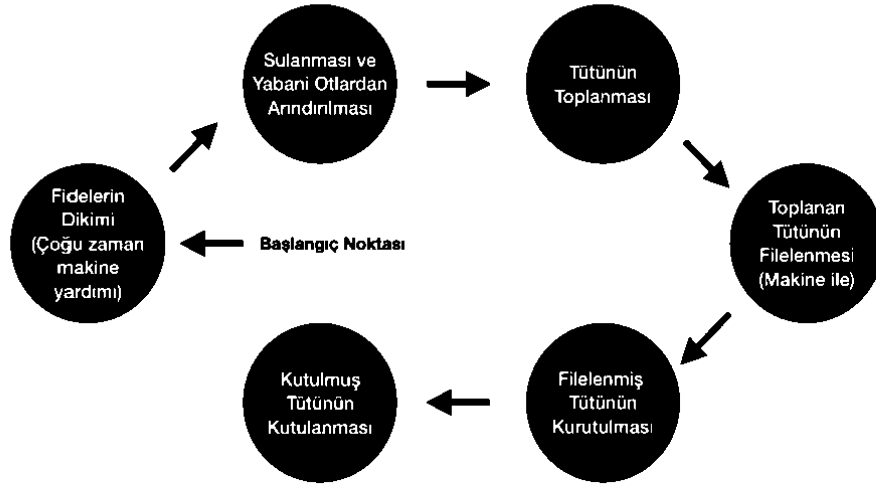 Başlangıç Noktası
Fidelerin
Dikimi
(Çoğu zaman
makine
yardımı)
Sulanması ve
Yabani Otlardan
Arındırılması
Tütünün
Toplanması
Toplanan
Tütünün
Filelenmesi
(Makine ile)
Filelenmiş
Tütünün
Kurutulması
Kutulmuş
Tütünün
Kutulanması